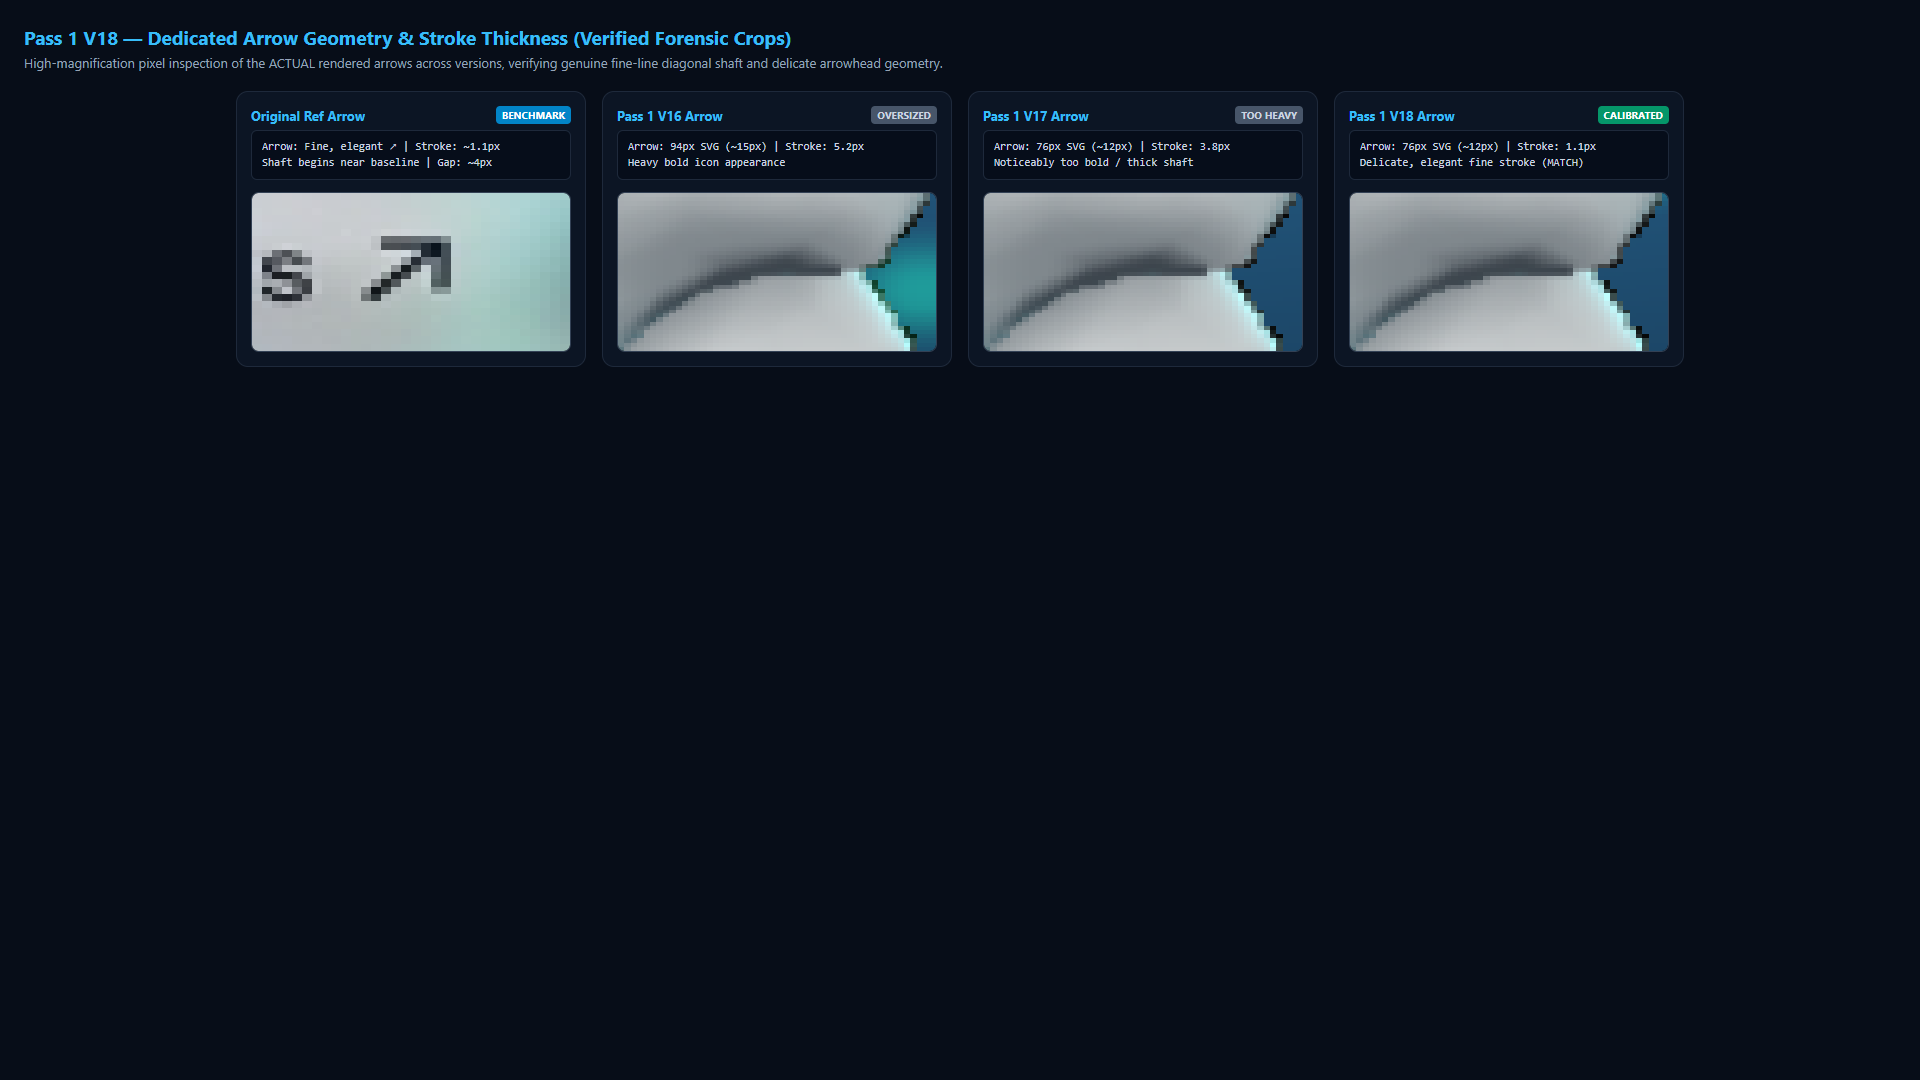 Pass 1 V18 — Dedicated Arrow Geometry & Stroke Thickness (Verified Forensic Crops)
High-magnification pixel inspection of the ACTUAL rendered arrows across versions, verifying genuine fine-line diagonal shaft and delicate arrowhead geometry.
Original Ref Arrow BENCHMARK
Arrow: Fine, elegant ↗ | Stroke: ~1.1px
Shaft begins near baseline | Gap: ~4px
s ↗
Pass 1 V16 Arrow OVERSIZED
Arrow: 94px SVG (~15px) | Stroke: 5.2px
Heavy bold icon appearance
Pass 1 V17 Arrow TOO HEAVY
Arrow: 76px SVG (~12px) | Stroke: 3.8px
Noticeably too bold / thick shaft
Pass 1 V18 Arrow CALIBRATED
Arrow: 76px SVG (~12px) | Stroke: 1.1px
Delicate, elegant fine stroke (MATCH)